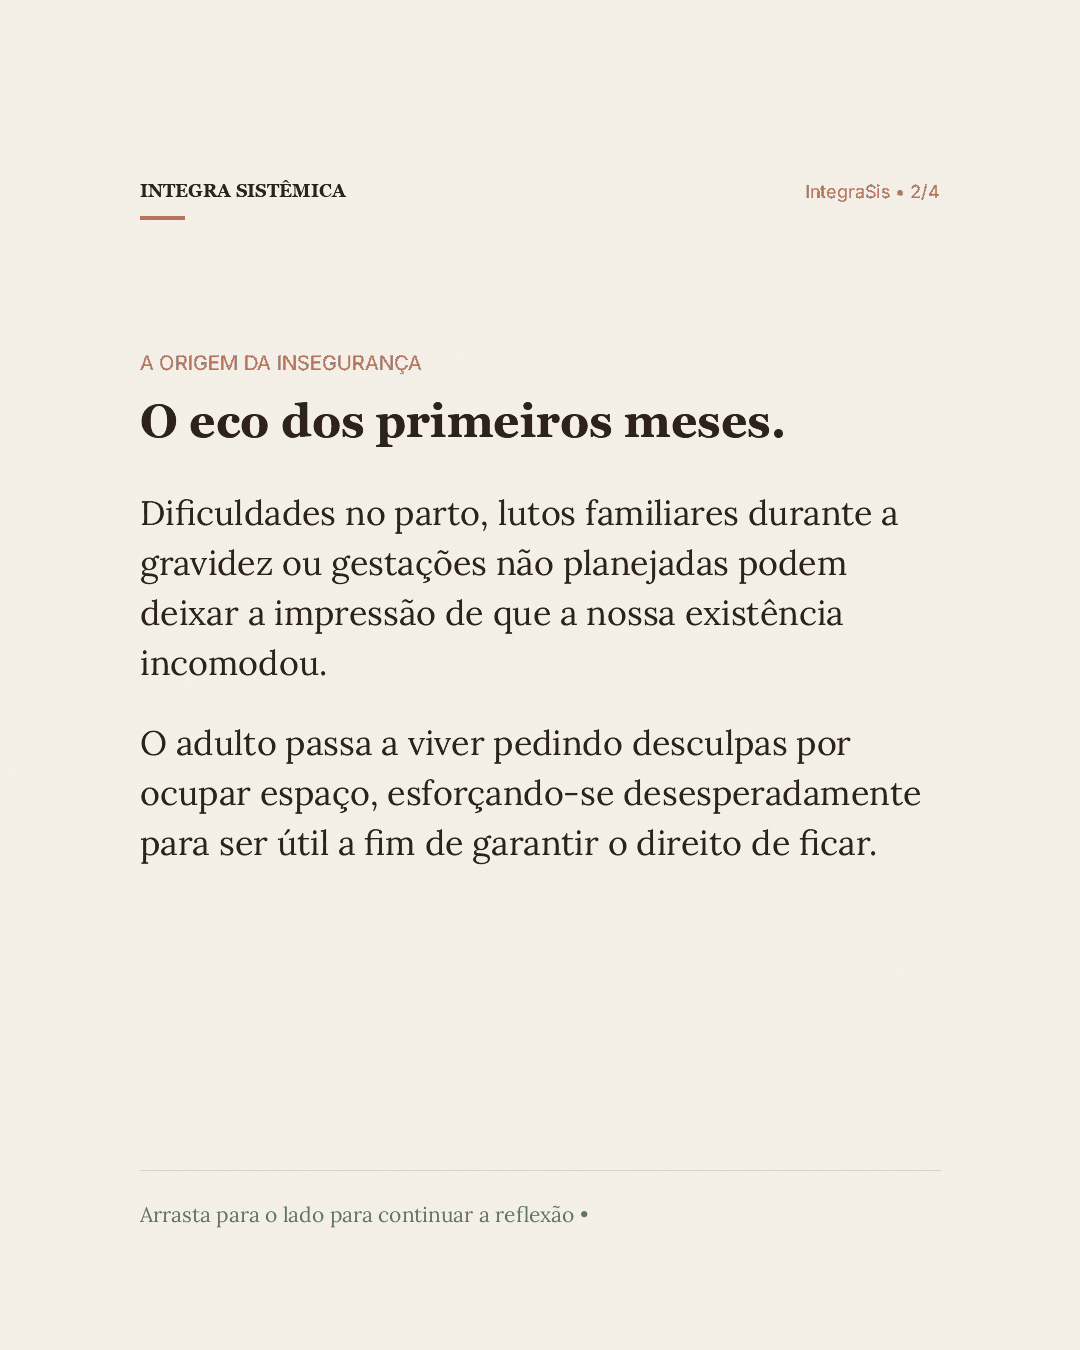 INTEGRA SISTÊMICA
IntegraSis • 2/4
A ORIGEM DA INSEGURANÇA
O eco dos primeiros meses.
Dificuldades no parto, lutos familiares durante a
gravidez ou gestações não planejadas podem
deixar a impressão de que a nossa existência
incomodou.
O adulto passa a viver pedindo desculpas por
ocupar espaço, esforçando-se desesperadamente
para ser útil a fim de garantir o direito de ficar.
Arrasta para o lado para continuar a reflexão •